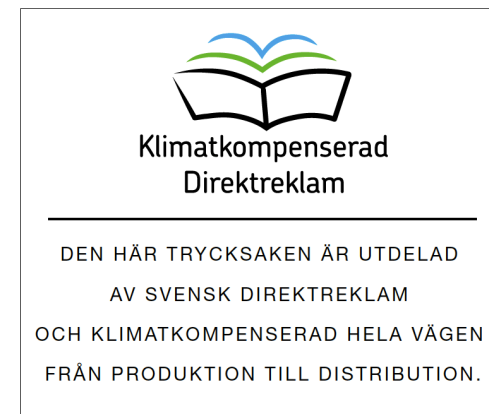 Klimatkompenserad
Direktreklam
DEN HÄR TRYCKSAKEN ÄR UTDELAD
AV SVENSK DIREKTREKLAM
OCH KLIMATKOMPENSERAD HELA VÄGEN
FRÅN PRODUKTION TILL DISTRIBUTION.